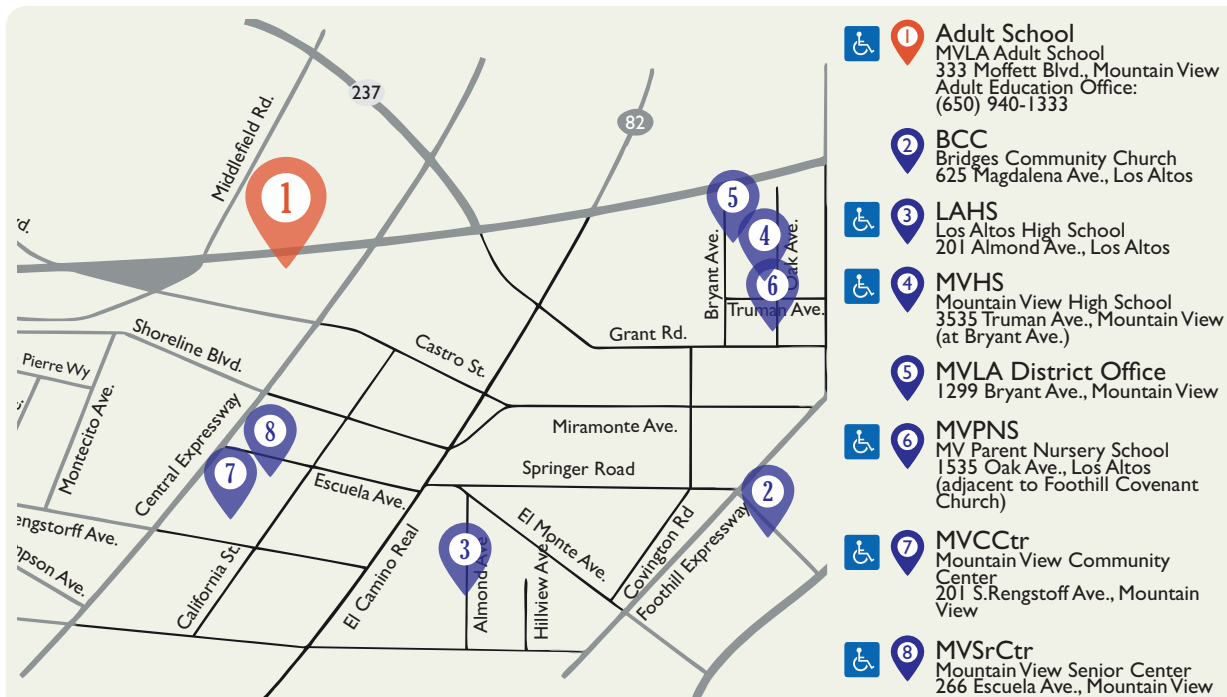 237
82
Middlefield Rd.
1
d.
5
4
6
Bryant Ave.
Oak Ave.
Truman Ave.
Grant Rd.
Castro St.
Shoreline Blvd.
Pierre Wy
Montecito Ave.
Central Expressway
8
7
Escuela Ave.
Miramonte Ave.
Springer Road
2
engstorff Ave.
mpson Ave.
California St.
El Camino Real
3
Almond Ave
Hillview Ave
El Monte Ave.
Covington Rd
Foothill Expressway
1 Adult School
MVLA Adult School
333 Moffett Blvd., Mountain View
Adult Education Office:
(650) 940-1333
2 BCC
Bridges Community Church
625 Magdalena Ave., Los Altos
3 LAHS
Los Altos High School
201 Almond Ave., Los Altos
4 MVHS
Mountain View High School
3535 Truman Ave., Mountain View
(at Bryant Ave.)
5 MVLA District Office
1299 Bryant Ave., Mountain View
6 MVPNS
MV Parent Nursery School
1535 Oak Ave., Los Altos
(adjacent to Foothill Covenant
Church)
7 MVCCtr
Mountain View Community
Center
201 S.Rengstoff Ave., Mountain
View
8 MVSrCtr
Mountain View Senior Center
266 Escuela Ave., Mountain View